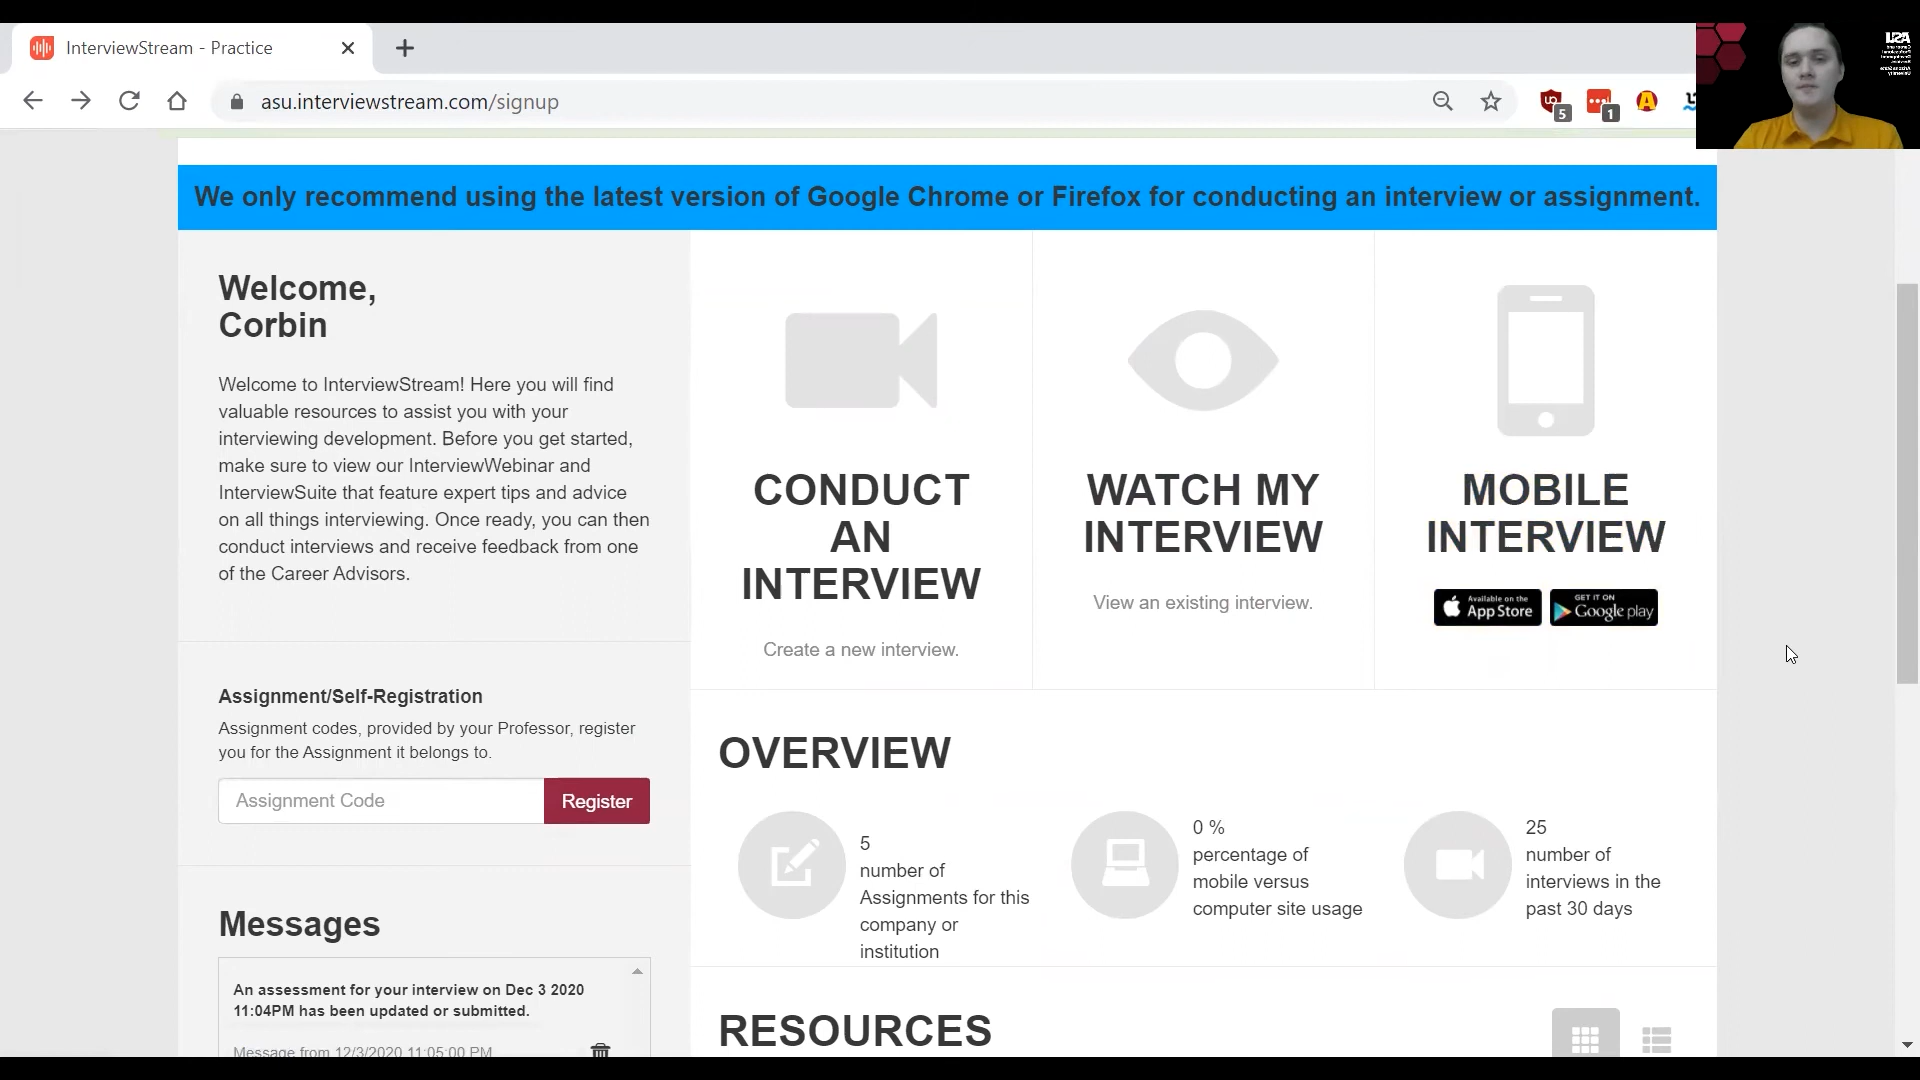 InterviewStream - Practice
asu.interviewstream.com/signup
5
1
ASU
We only recommend using the latest version of Google Chrome or Firefox for conducting an interview or assignment.
Welcome,
Corbin
Welcome to InterviewStream! Here you will find
valuable resources to assist you with your
interviewing development. Before you get started,
make sure to view our InterviewWebinar and
InterviewSuite that feature expert tips and advice
on all things interviewing. Once ready, you can then
conduct interviews and receive feedback from one
of the Career Advisors.
Assignment/Self-Registration
Assignment codes, provided by your Professor, register
you for the Assignment it belongs to.
Assignment Code
Register
Messages
An assessment for your interview on Dec 3 2020
11:04PM has been updated or submitted.
Message from 12/3/2020 11:05:00 PM
CONDUCT
AN
INTERVIEW
Create a new interview.
WATCH MY
INTERVIEW
View an existing interview.
MOBILE
INTERVIEW
Available on the
App Store
GET IT ON
Google play
OVERVIEW
5
number of
Assignments for this
company or
institution
0 %
percentage of
mobile versus
computer site usage
25
number of
interviews in the
past 30 days
RESOURCES